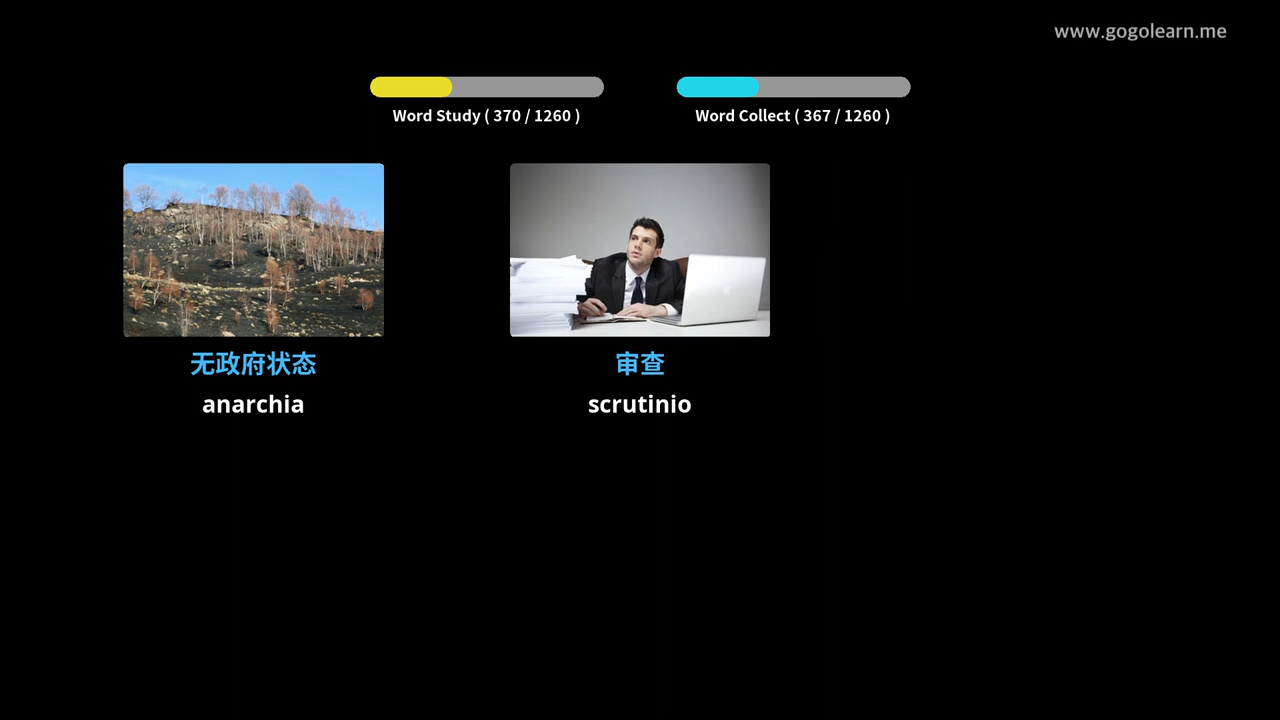 www.gogolearn.me
Word Study ( 370 / 1260 )
Word Collect ( 367 / 1260 )
无政府状态
anarchia
审查
scrutinio